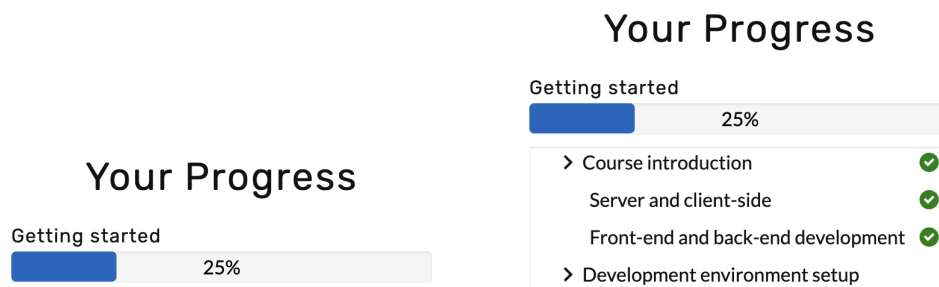 Your Progress
Getting started
25%
Your Progress
Getting started
25%
Course introduction
Server and client-side
Front-end and back-end development
Development environment setup